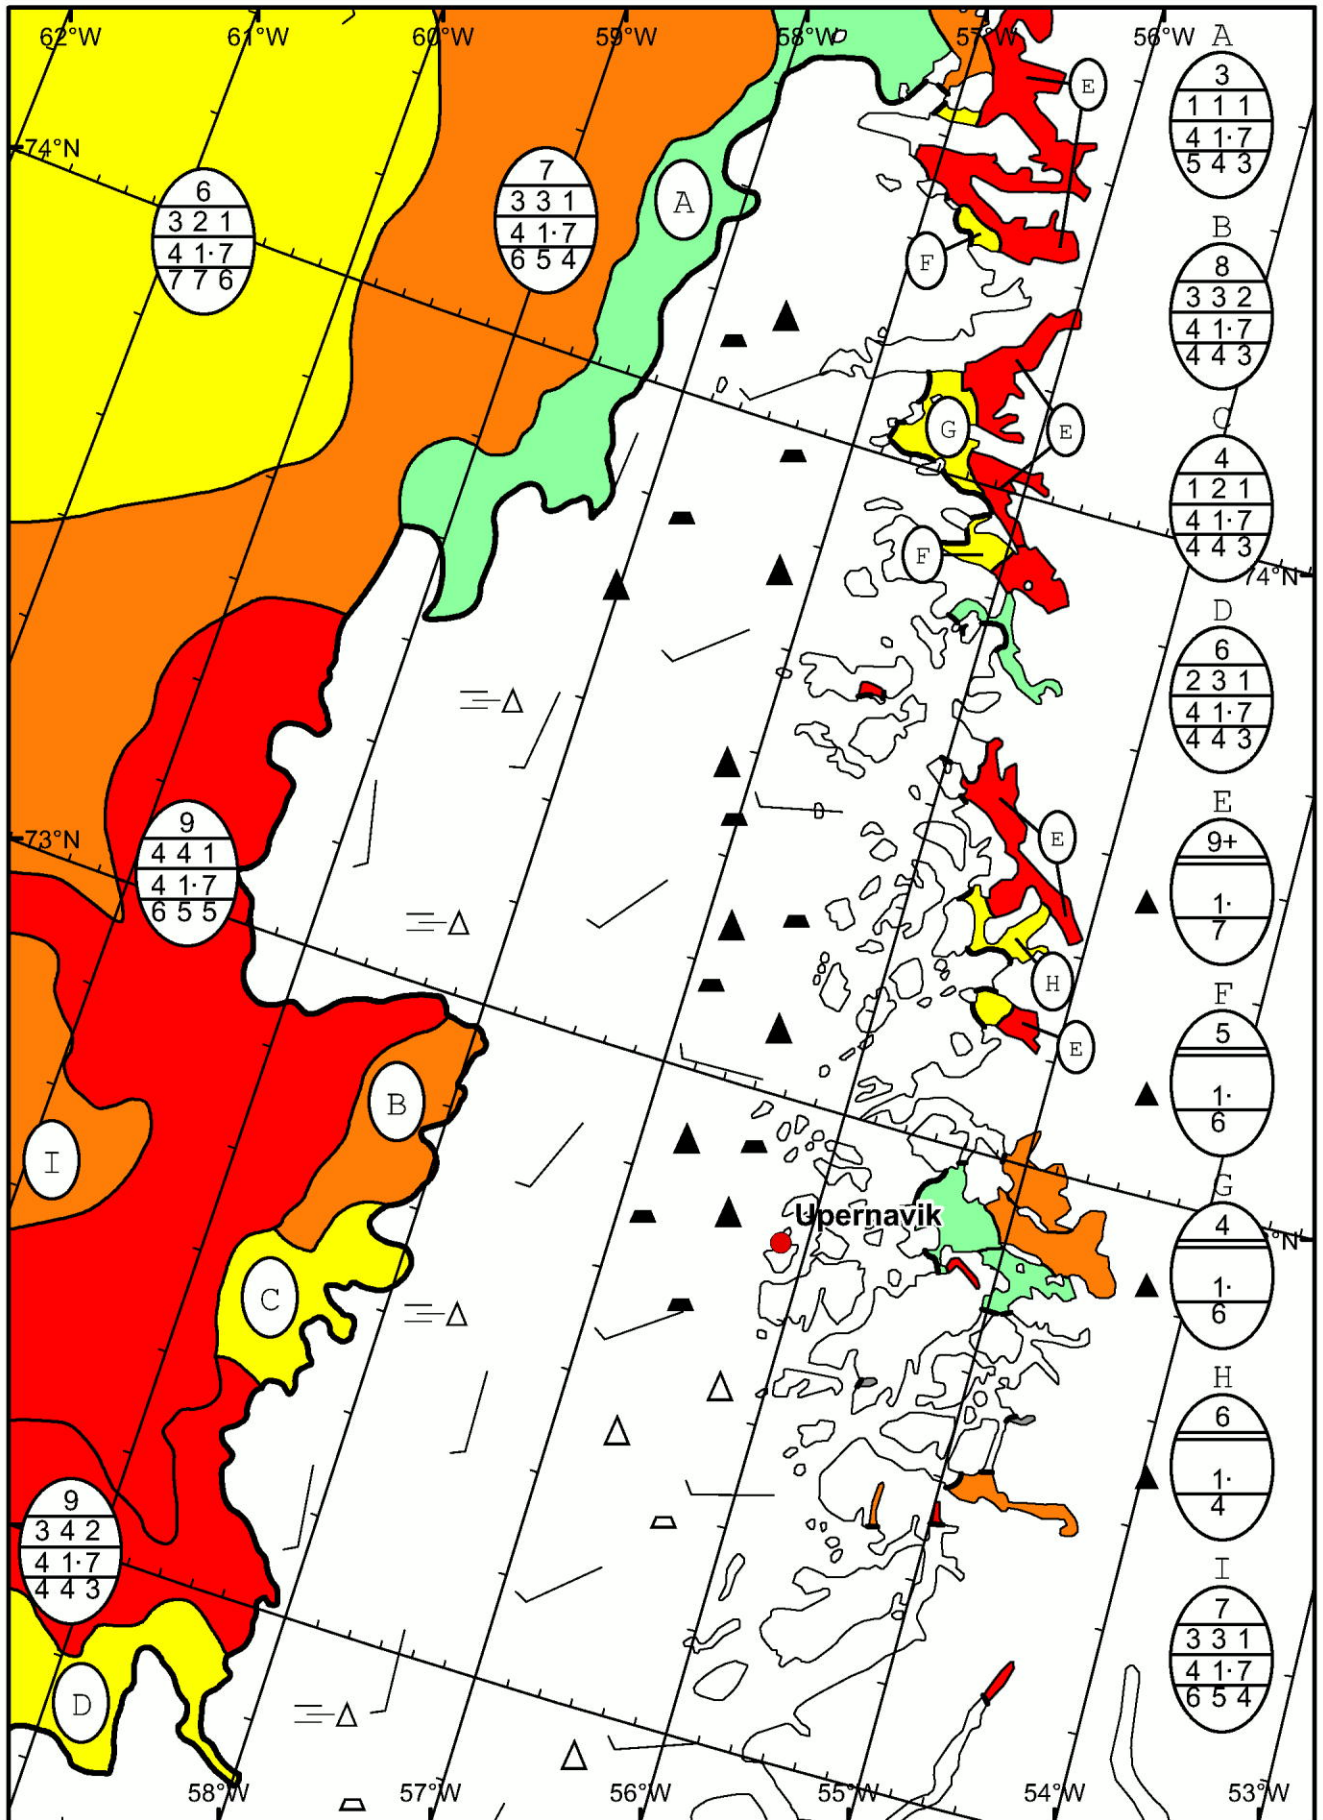 62°W 61°W 60°W 59°W 58°W 57°W 56°W
A
3
1 1 1
4 1·7
5 4 3
E
74°N
6
3 2 1
4 1·7
7 7 6
7
3 3 1
4 1·7
6 5 4
A
F
B
8
3 3 2
4 1·7
4 4 3
G
E
C
4
1 2 1
4 1·7
4 4 3
F
74°N
D
6
2 3 1
4 1·7
4 4 3
73°N
9
4 4 1
4 1·7
6 5 5
E
E
9+
1·
7
H
F
5
1·
6
E
B
I
G
4
1·
6
Upernavik
°N
C
H
6
1·
4
9
3 4 2
4 1·7
4 4 3
I
7
3 3 1
4 1·7
6 5 4
D
58°W 57°W 56°W 55°W 54°W 53°W